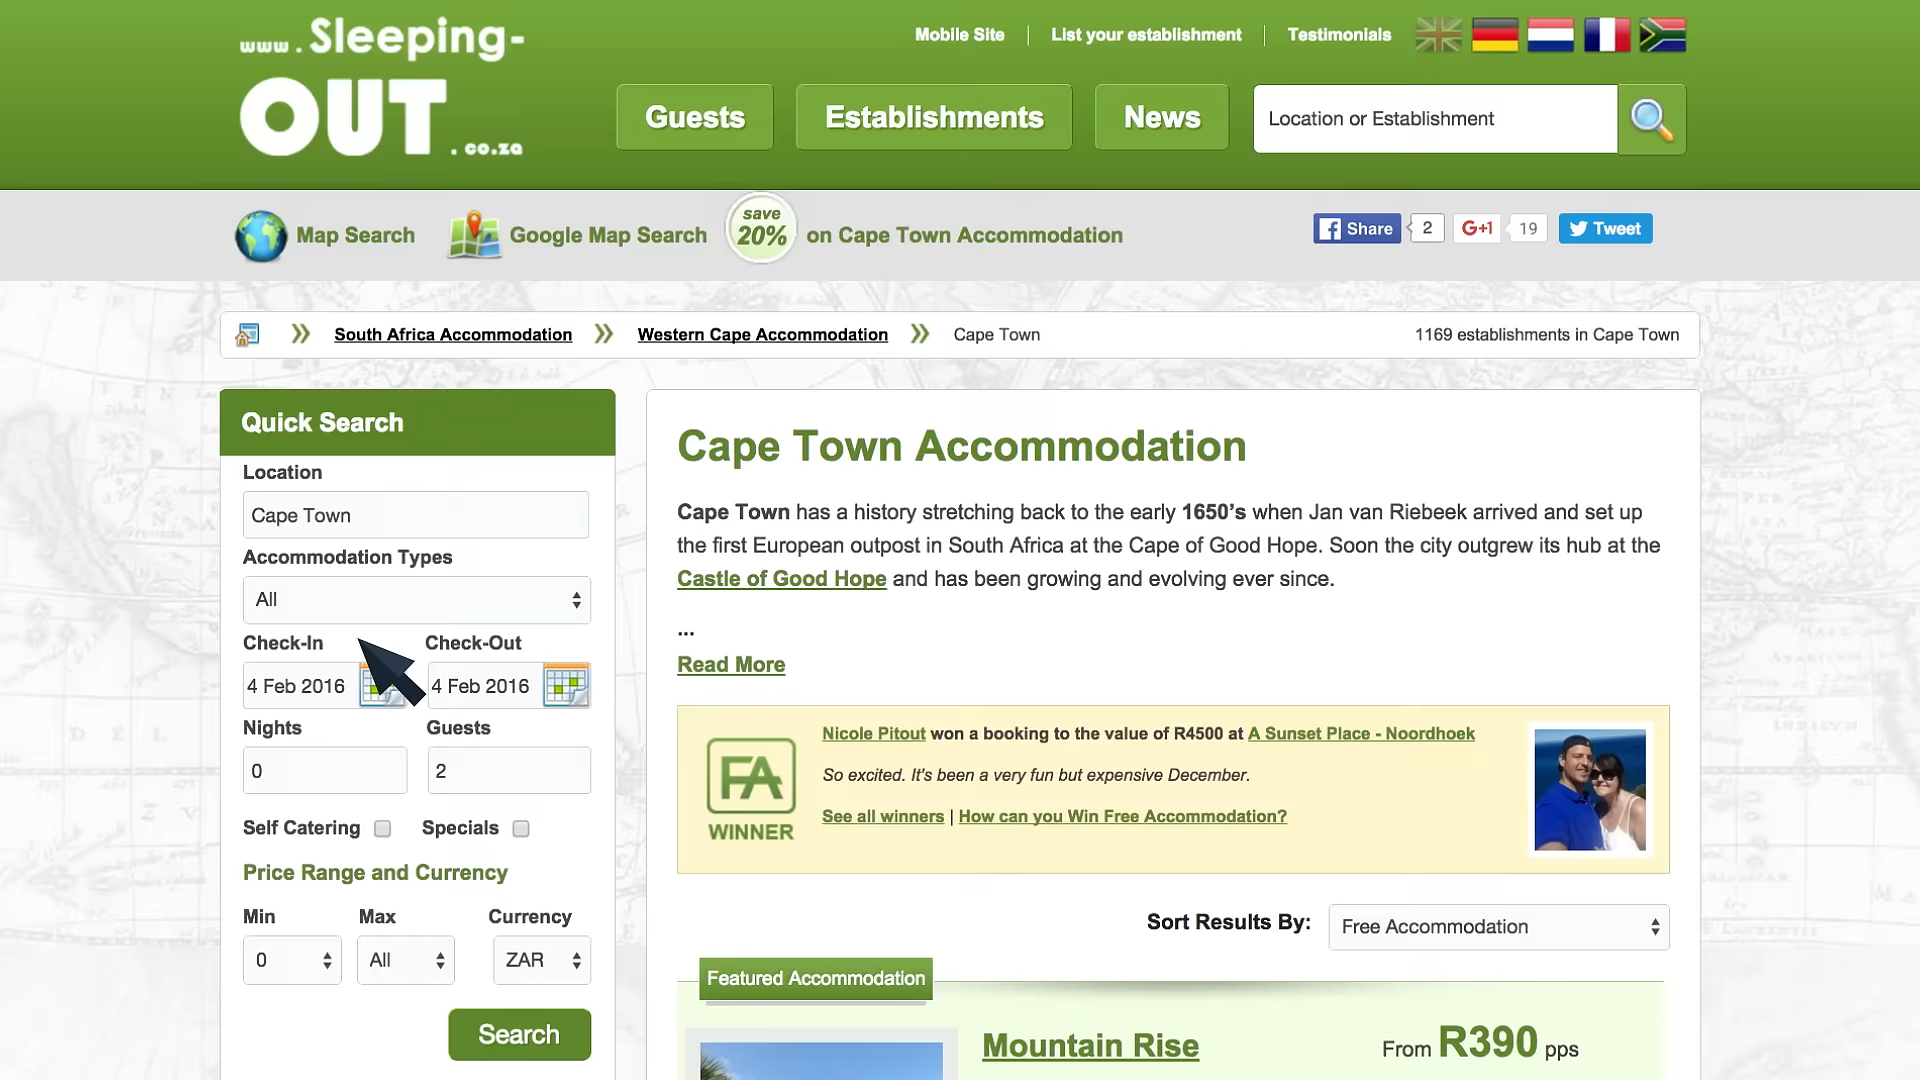 www.Sleeping-
OUT.co.za
Mobile Site
List your establishment
Testimonials
Guests
Establishments
News
Location or Establishment
Map Search
Google Map Search
save
20%
on Cape Town Accommodation
Share
2
G+1
19
Tweet
South Africa Accommodation
Western Cape Accommodation
Cape Town
1169 establishments in Cape Town
Quick Search
Location
Cape Town
Accommodation Types
All
Check-In
Check-Out
4 Feb 2016
4 Feb 2016
Nights
Guests
0
2
Self Catering
Specials
Price Range and Currency
Min
Max
Currency
0
All
ZAR
Search
Cape Town Accommodation
Cape Town has a history stretching back to the early 1650’s when Jan van Riebeek arrived and set up
the first European outpost in South Africa at the Cape of Good Hope. Soon the city outgrew its hub at the
Castle of Good Hope and has been growing and evolving ever since.
...
Read More
FA
WINNER
Nicole Pitout won a booking to the value of R4500 at A Sunset Place - Noordhoek
So excited. It's been a very fun but expensive December.
See all winners | How can you Win Free Accommodation?
Sort Results By:
Free Accommodation
Featured Accommodation
Mountain Rise
From R390 pps